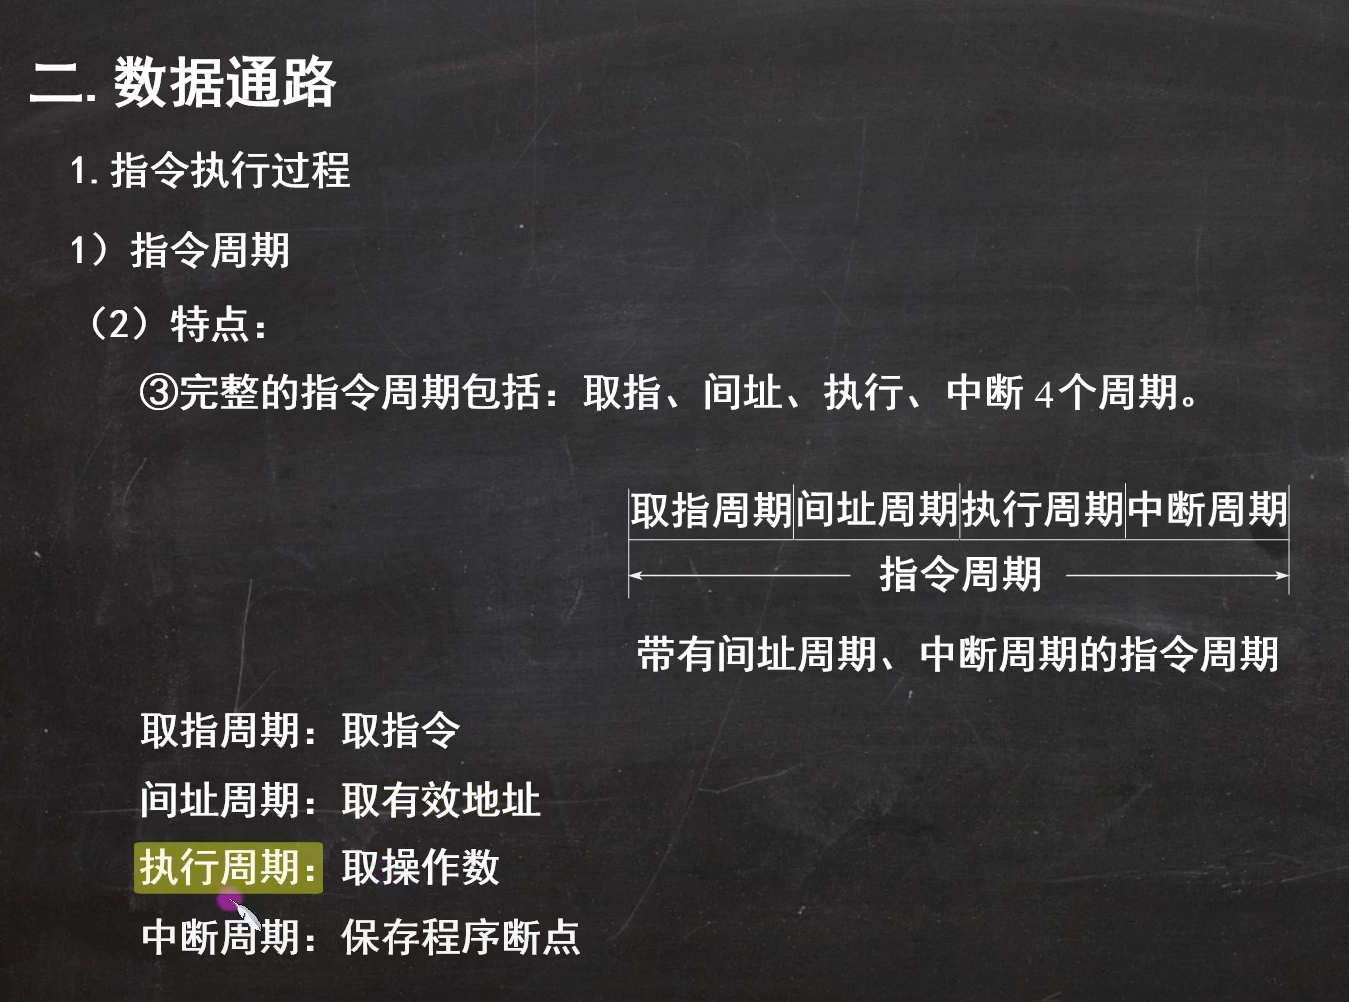 二. 数据通路
1. 指令执行过程
1）指令周期
（2）特点：
③完整的指令周期包括：取指、间址、执行、中断 4个周期。
取指周期 间址周期 执行周期 中断周期
指令周期
带有间址周期、中断周期的指令周期
取指周期：取指令
间址周期：取有效地址
执行周期：取操作数
中断周期：保存程序断点